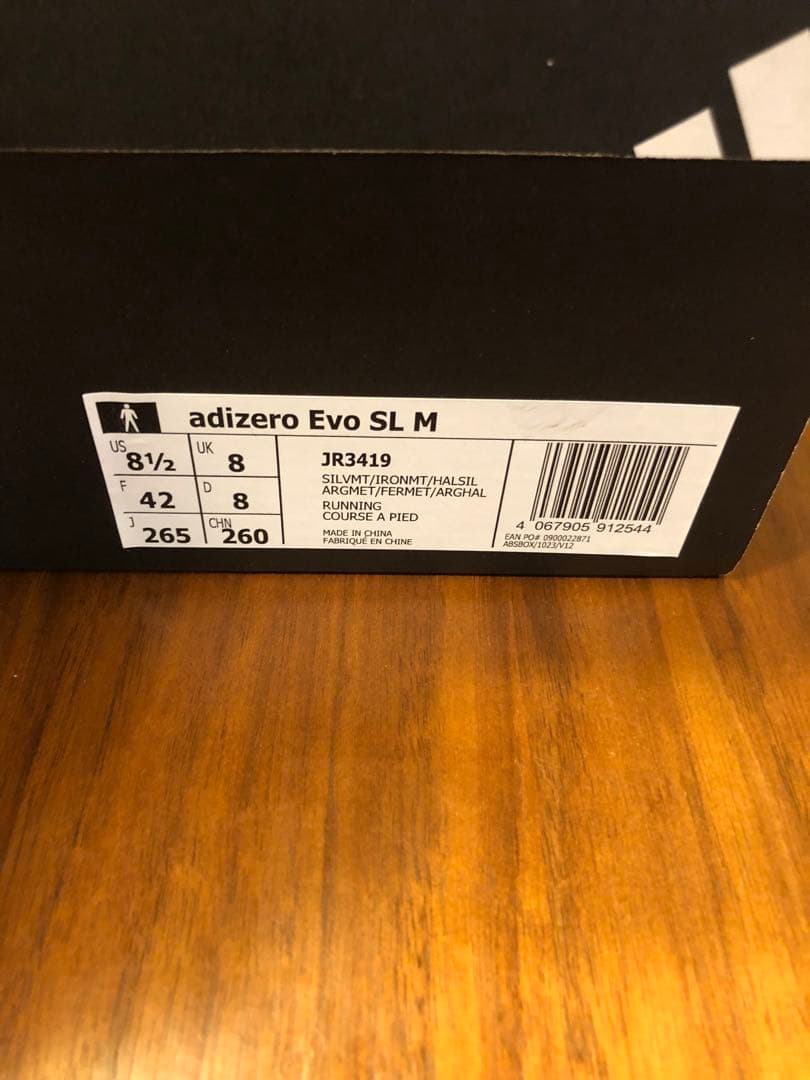 adizero Evo SL M
US 8½ UK 8
F 42 D 8
J 265 CHN 260
JR3419
SILVMT/IRONMT/HALSIL
ARGMET/FERMET/ARGHAL
RUNNING
COURSE A PIED
MADE IN CHINA
FABRIQUÉ EN CHINE
4 067905 912544
EAN PO# 0900022871
ABSBOX/1023/V12